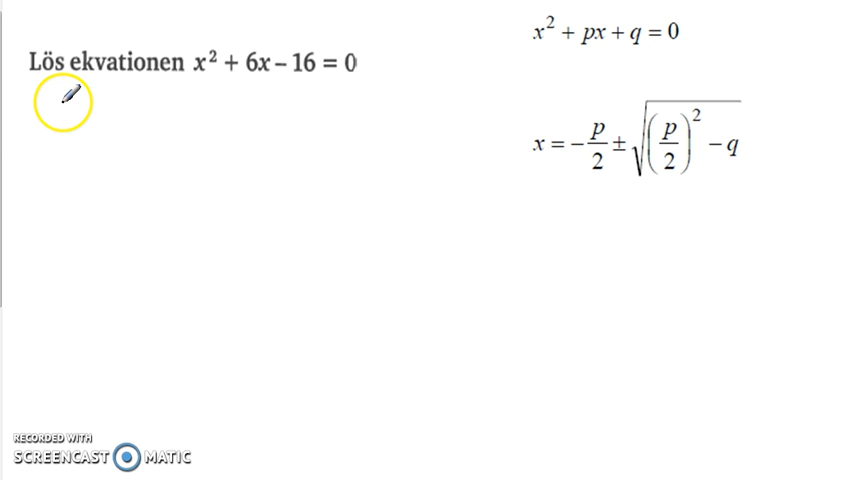 Lös ekvationen x² + 6x – 16 = 0
x² + px + q = 0
x = –p/2 ± √((p/2)² – q)
RECORDED WITH
SCREENCAST MATIC